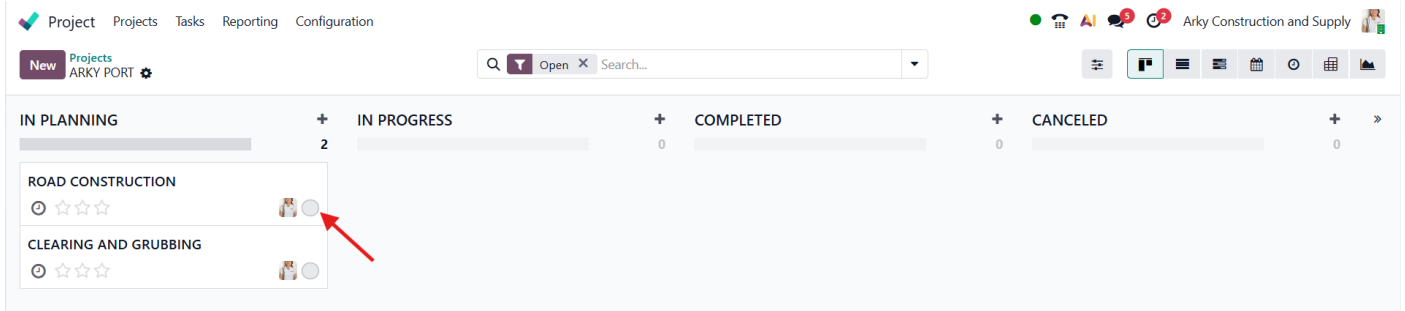 Project Projects Tasks Reporting Configuration AI 5 2 Arky Construction and Supply
New Projects
ARKY PORT
Open Search...
IN PLANNING
2
IN PROGRESS
0
COMPLETED
0
CANCELED
0
ROAD CONSTRUCTION
CLEARING AND GRUBBING